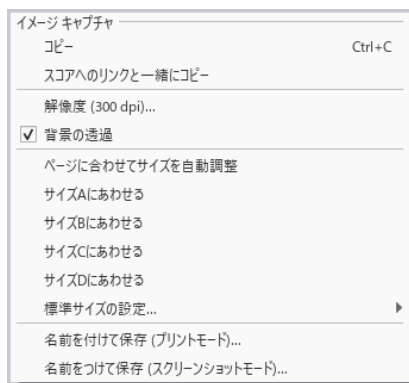 イメージ キャプチャ
コピー Ctrl+C
スコアへのリンクと一緒にコピー
解像度 (300 dpi)...
背景の透過
ページに合わせてサイズを自動調整
サイズAにあわせる
サイズBにあわせる
サイズCにあわせる
サイズDにあわせる
標準サイズの設定...
名前を付けて保存 (プリントモード)...
名前をつけて保存 (スクリーンショットモード)...